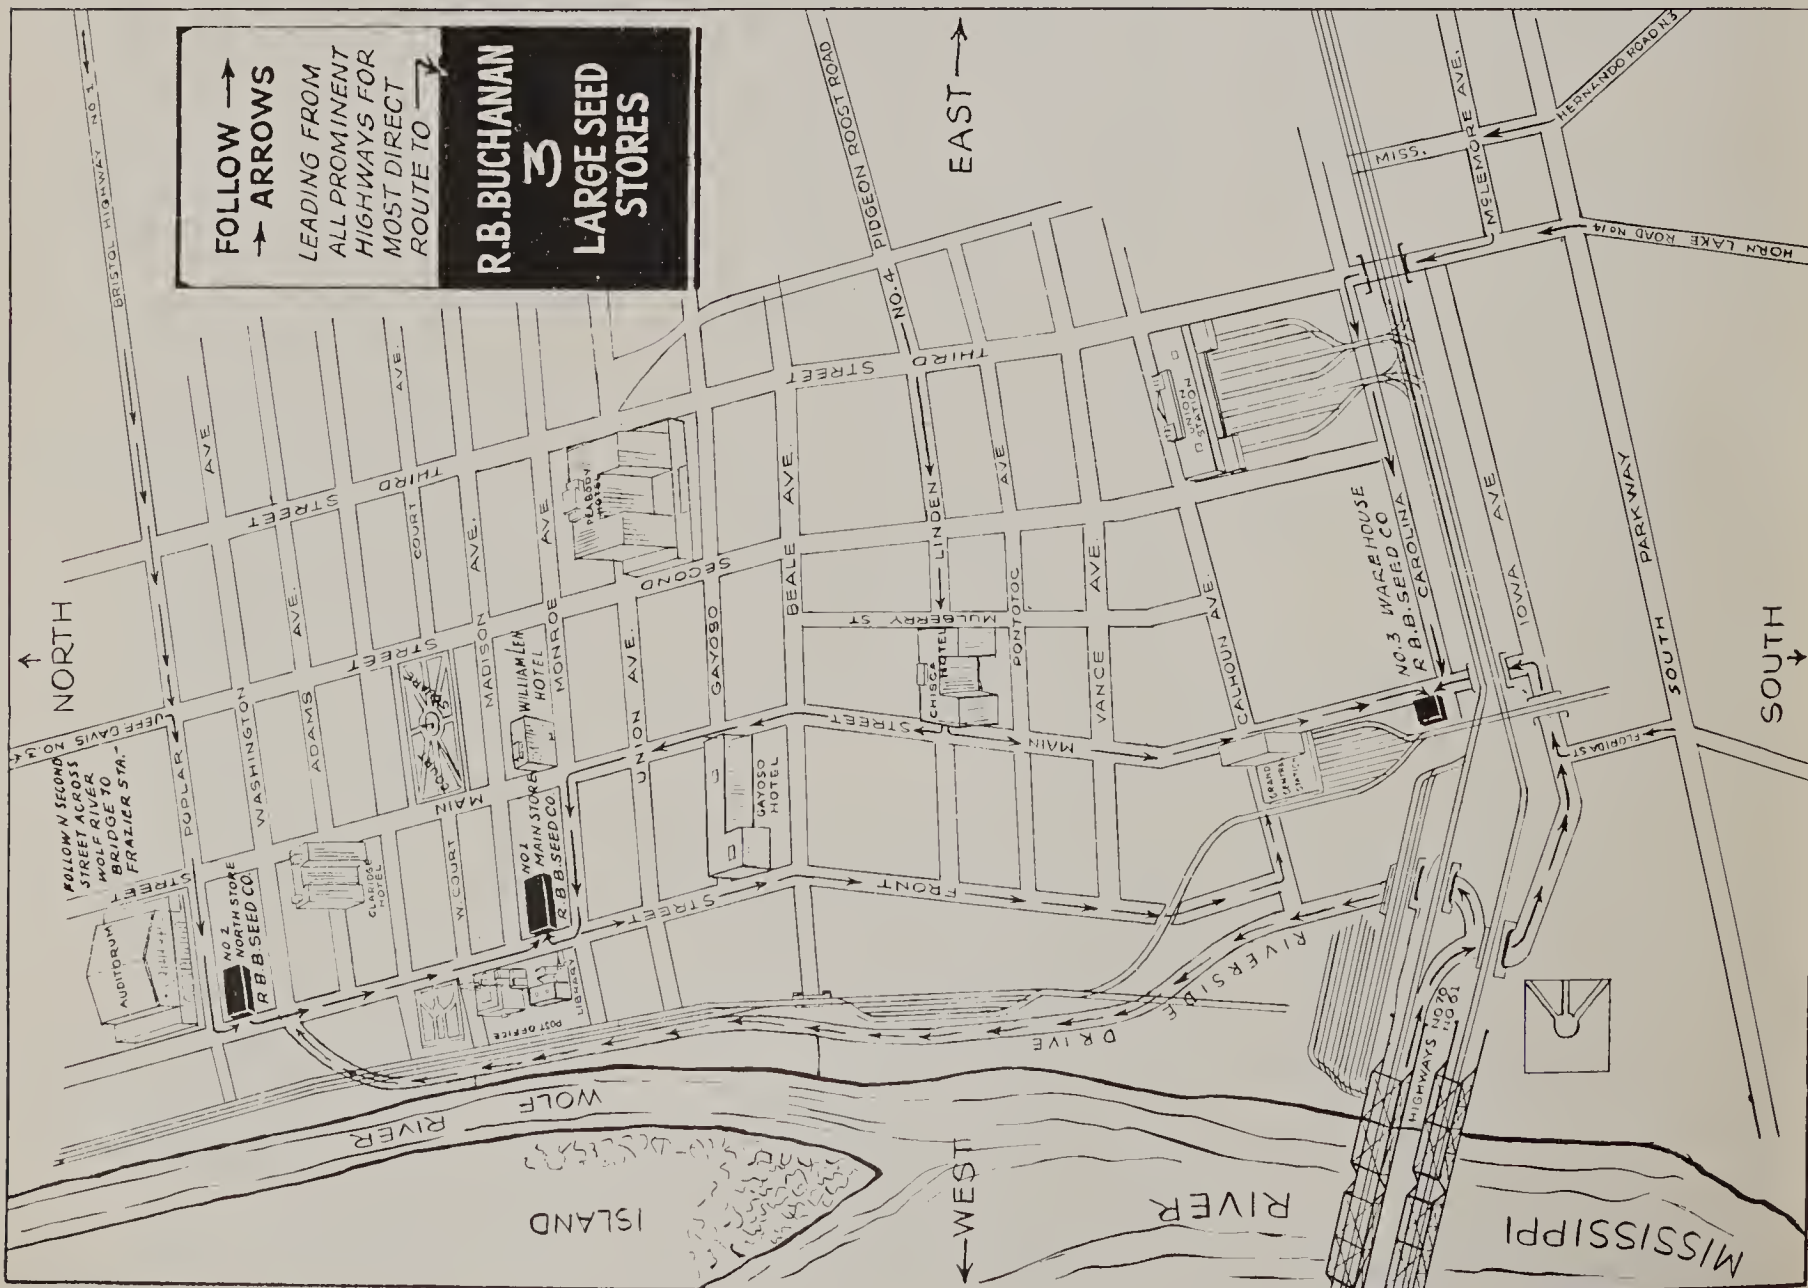 FOLLOW →
→ ARROWS
LEADING FROM
ALL PROMINENT
HIGHWAYS FOR
MOST DIRECT
ROUTE TO →
R.B.BUCHANAN
3
LARGE SEED
STORES
↑
NORTH
BRISTOL HIGHWAY NO 1
JEFF. DAVIS
FOLLOW N SECOND
STREET ACROSS
WOLF RIVER
BRIDGE TO
FRAZIER STA.
POPLAR
AVE
WASHINGTON
AVE.
ADAMS
COURT
AVE.
W. COURT
MADISON
AVE.
MONROE
AVE
UNION AVE.
GAYOSO
BEALE AVE.
LINDEN
PONTOTOC
AVE
VANCE AVE.
CALHOUN AVE.
CAROLINA
IOWA AVE
SOUTH PARKWAY
McLEMORE AVE.
MISS.
HERNANDO ROAD N.3
HORN LAKE ROAD No 14
PIDGEON ROOST ROAD
NO. 4
THIRD STREET
THIRD STREET
SECOND
STREET
MULBERRY ST
MAIN
STREET
MAIN
STREET
STREET
FRONT
FLORIDA ST
RIVERSIDE
DRIVE
AUDITORIUM
NO 2
NORTH STORE
R.B.B. SEED CO.
CLARIDGE
HOTEL
COURT SQUARE
WILLIAM LEN
HOTEL
NO 1
MAIN STORE
R.B.B. SEED CO.
POST OFFICE
LIBRARY
PEABODY
HOTEL
GAYOSO
HOTEL
CHISCA
HOTEL
UNION
STATION
GRAND
CENTRAL
STATION
NO. 3 WAREHOUSE
R.B.B. SEED CO
HIGHWAYS NO 70
NO 61
WOLF
RIVER
ISLAND
MISSISSIPPI
RIVER
EAST →
← WEST
SOUTH
↓